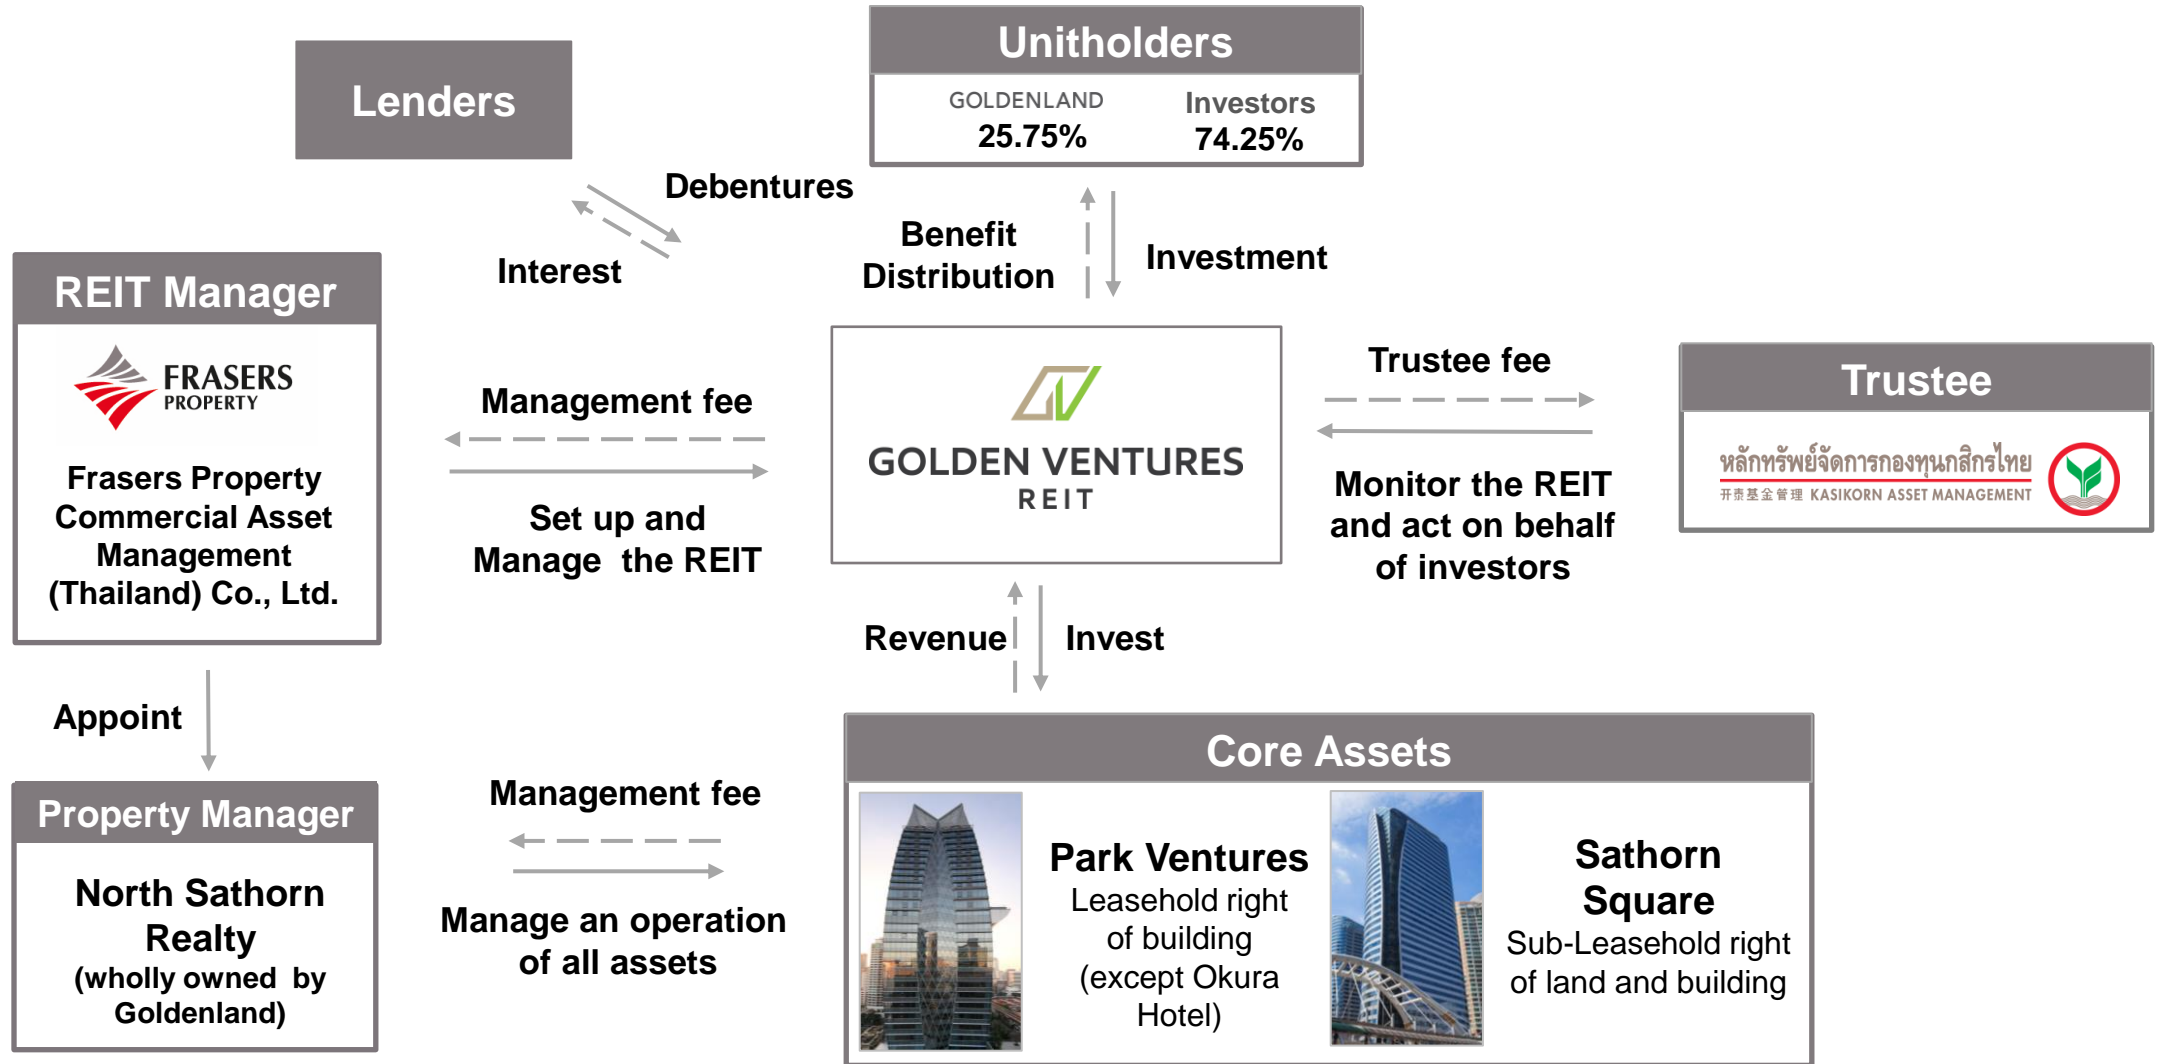 Lenders
Unitholders
GOLDENLAND
25.75%
Investors
74.25%
Debentures
Interest
Benefit
Distribution
Investment
REIT Manager
FRASERS
PROPERTY
Frasers Property
Commercial Asset
Management
(Thailand) Co., Ltd.
Management fee
Set up and
Manage the REIT
GOLDEN VENTURES
REIT
Trustee fee
Monitor the REIT
and act on behalf
of investors
Trustee
หลักทรัพย์จัดการกองทุนกสิกรไทย
开泰基金管理 KASIKORN ASSET MANAGEMENT
Revenue
Invest
Appoint
Property Manager
North Sathorn
Realty
(wholly owned by
Goldenland)
Management fee
Manage an operation
of all assets
Core Assets
Park Ventures
Leasehold right
of building
(except Okura
Hotel)
Sathorn
Square
Sub-Leasehold right
of land and building